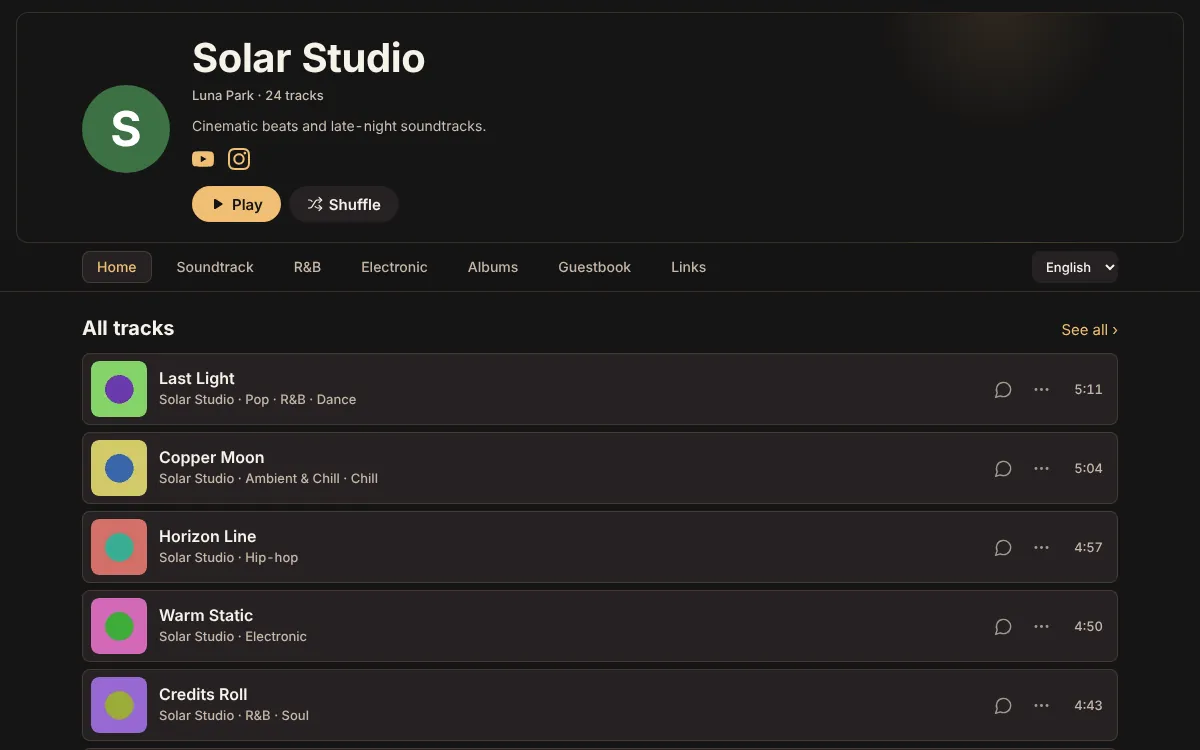 Solar Studio
Luna Park · 24 tracks
S
Cinematic beats and late-night soundtracks.
Play
Shuffle
Home
Soundtrack
R&B
Electronic
Albums
Guestbook
Links
English
All tracks
See all ›
Last Light
Solar Studio · Pop · R&B · Dance
5:11
Copper Moon
Solar Studio · Ambient & Chill · Chill
5:04
Horizon Line
Solar Studio · Hip-hop
4:57
Warm Static
Solar Studio · Electronic
4:50
Credits Roll
Solar Studio · R&B · Soul
4:43